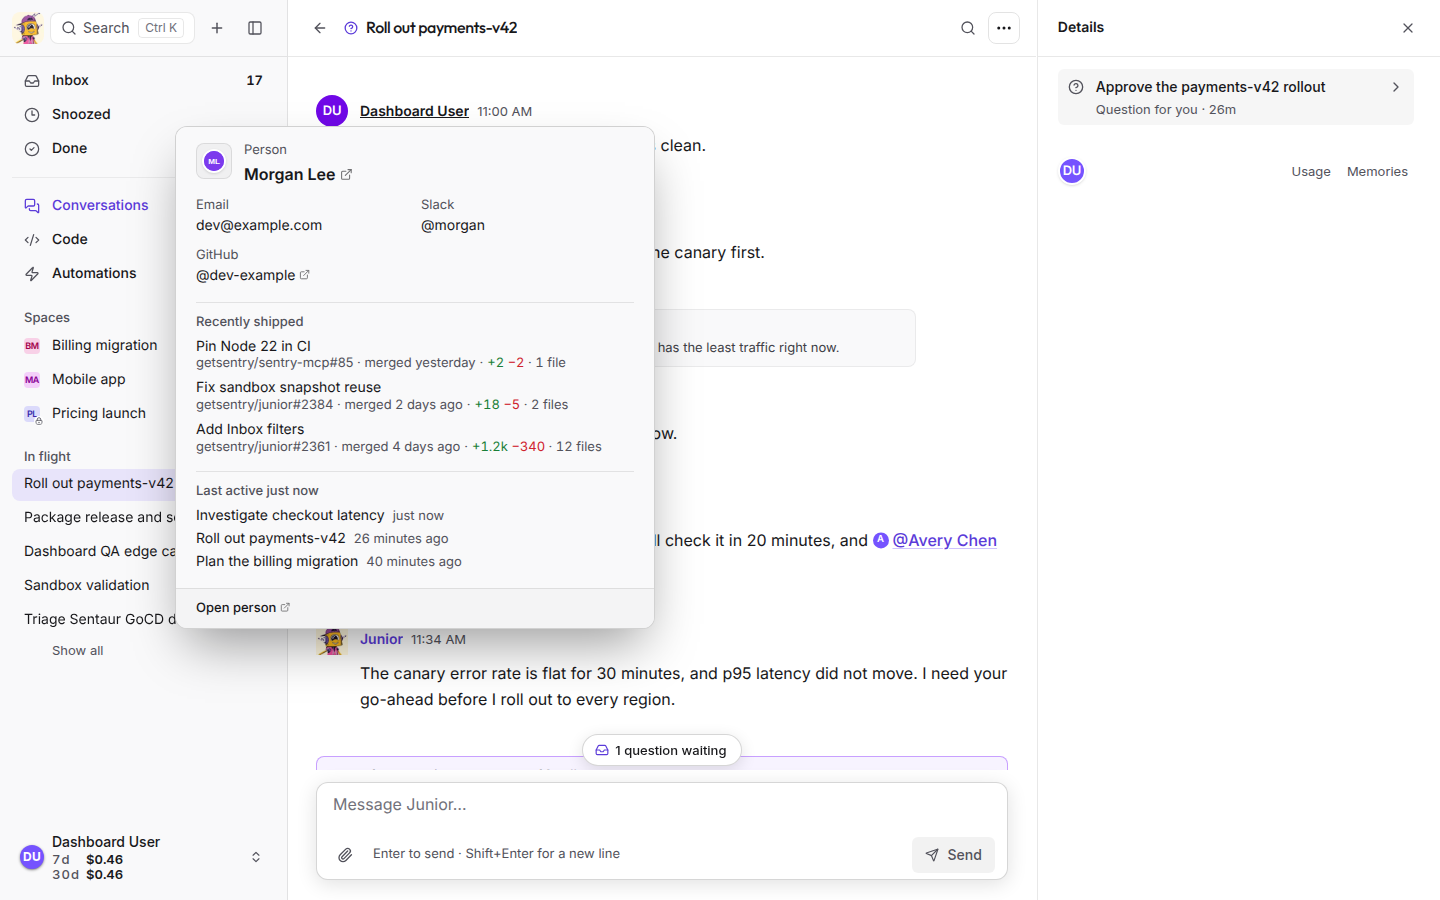 Search Ctrl K
Inbox 17
Snoozed
Done
Conversations
Code
Automations
Spaces
BM Billing migration
MA Mobile app
PL Pricing launch
In flight
Roll out payments-v42
Package release and
Dashboard QA edge
Sandbox validation
Triage Sentaur GoCD
Show all
DU Dashboard User
7d $0.46
30d $0.46
Roll out payments-v42
DU Dashboard User 11:00 AM
clean.
canary first.
has the least traffic right now.
check it in 20 minutes, and A @Avery Chen
ML Person
Morgan Lee
Email Slack
dev@example.com @morgan
GitHub
@dev-example
Recently shipped
Pin Node 22 in CI
getsentry/sentry-mcp#85 · merged yesterday · +2 −2 · 1 file
Fix sandbox snapshot reuse
getsentry/junior#2384 · merged 2 days ago · +18 −5 · 2 files
Add Inbox filters
getsentry/junior#2361 · merged 4 days ago · +1.2k −340 · 12 files
Last active just now
Investigate checkout latency just now
Roll out payments-v42 26 minutes ago
Plan the billing migration 40 minutes ago
Open person
Junior 11:34 AM
The canary error rate is flat for 30 minutes, and p95 latency did not move. I need your
go-ahead before I roll out to every region.
1 question waiting
Message Junior...
Enter to send · Shift+Enter for a new line
Send
Details
Approve the payments-v42 rollout
Question for you · 26m
DU Usage Memories